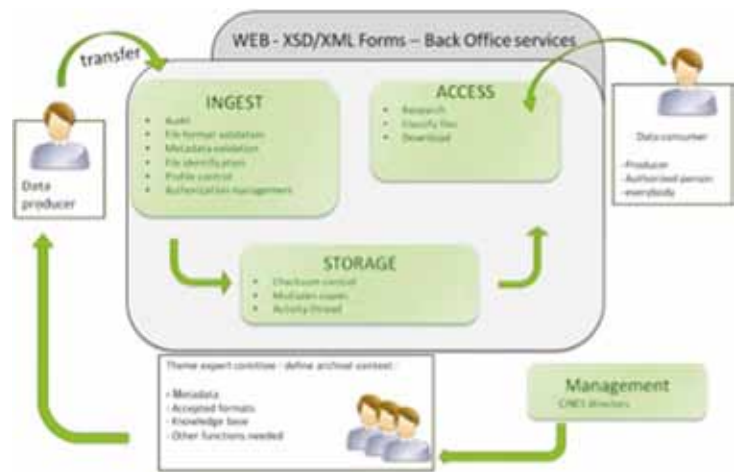 WEB - XSD/XML Forms – Back Office services
transfer
INGEST
Audit
File format validation
Metadata validation
File identification
Profile control
Authorization management
ACCESS
Research
Classify files
Download
Data
producer
Data consumer
-Producer
-Authorized person
-everybody
STORAGE
Checksum control
Multiples copies
Activity thread
Theme expert comittee : define archival context :
- Metadata
- Accepted formats
- Knowledge base
- Other functions needed
Management
CINES directors